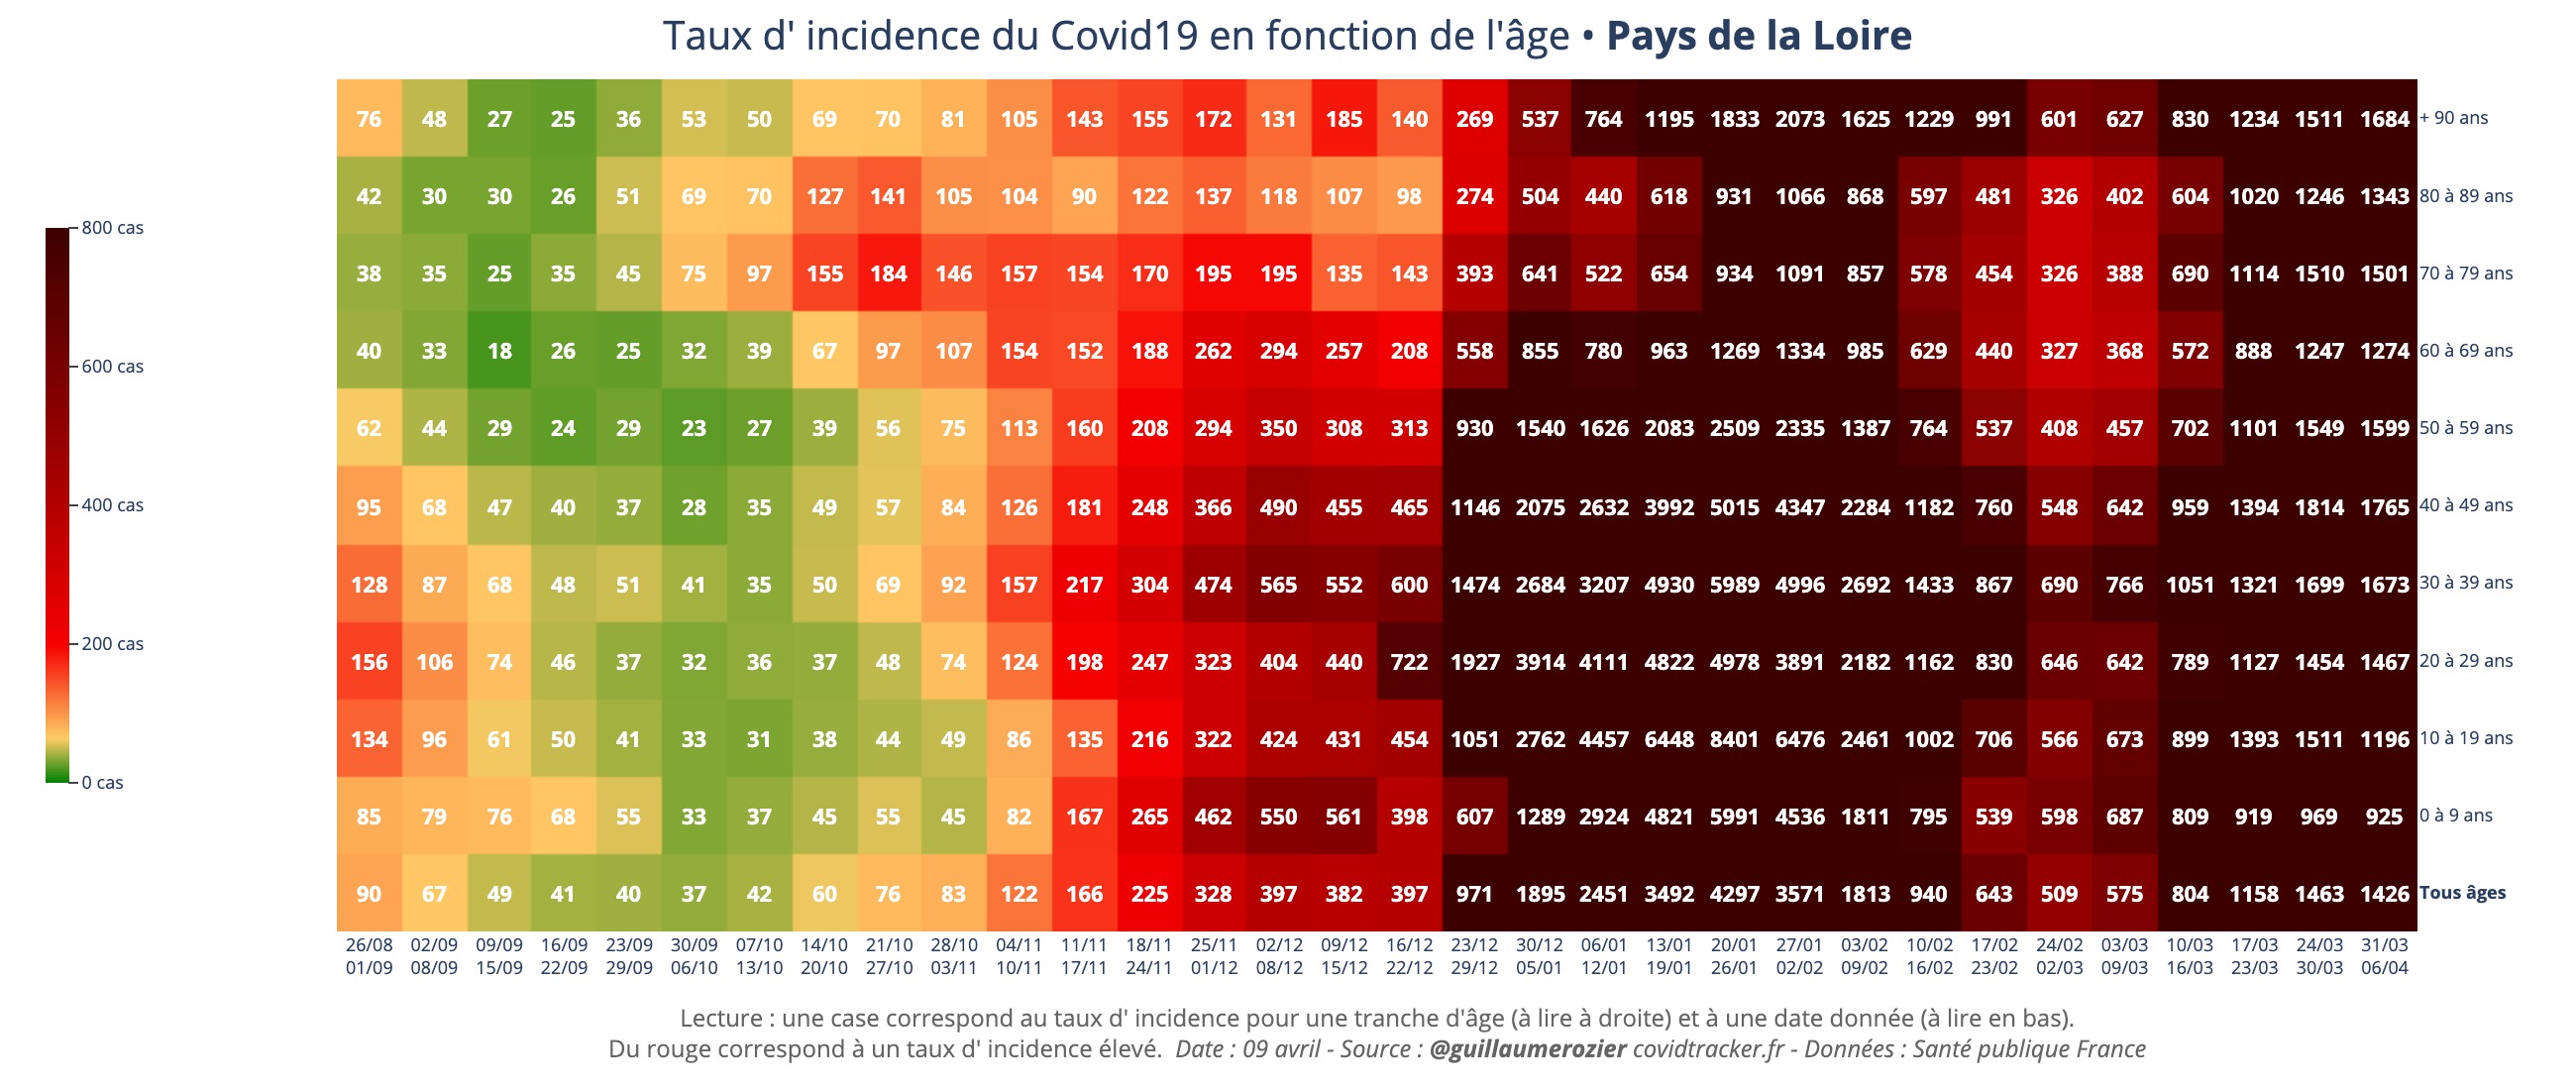 Taux d' incidence du Covid19 en fonction de l'âge • Pays de la Loire
800 cas
600 cas
400 cas
200 cas
0 cas
76 48 27 25 36 53 50 69 70 81 105 143 155 172 131 185 140 269 537 764 1195 1833 2073 1625 1229 991 601 627 830 1234 1511 1684 + 90 ans
42 30 30 26 51 69 70 127 141 105 104 90 122 137 118 107 98 274 504 440 618 931 1066 868 597 481 326 402 604 1020 1246 1343 80 à 89 ans
38 35 25 35 45 75 97 155 184 146 157 154 170 195 195 135 143 393 641 522 654 934 1091 857 578 454 326 388 690 1114 1510 1501 70 à 79 ans
40 33 18 26 25 32 39 67 97 107 154 152 188 262 294 257 208 558 855 780 963 1269 1334 985 629 440 327 368 572 888 1247 1274 60 à 69 ans
62 44 29 24 29 23 27 39 56 75 113 160 208 294 350 308 313 930 1540 1626 2083 2509 2335 1387 764 537 408 457 702 1101 1549 1599 50 à 59 ans
95 68 47 40 37 28 35 49 57 84 126 181 248 366 490 455 465 1146 2075 2632 3992 5015 4347 2284 1182 760 548 642 959 1394 1814 1765 40 à 49 ans
128 87 68 48 51 41 35 50 69 92 157 217 304 474 565 552 600 1474 2684 3207 4930 5989 4996 2692 1433 867 690 766 1051 1321 1699 1673 30 à 39 ans
156 106 74 46 37 32 36 37 48 74 124 198 247 323 404 440 722 1927 3914 4111 4822 4978 3891 2182 1162 830 646 642 789 1127 1454 1467 20 à 29 ans
134 96 61 50 41 33 31 38 44 49 86 135 216 322 424 431 454 1051 2762 4457 6448 8401 6476 2461 1002 706 566 673 899 1393 1511 1196 10 à 19 ans
85 79 76 68 55 33 37 45 55 45 82 167 265 462 550 561 398 607 1289 2924 4821 5991 4536 1811 795 539 598 687 809 919 969 925 0 à 9 ans
90 67 49 41 40 37 42 60 76 83 122 166 225 328 397 382 397 971 1895 2451 3492 4297 3571 1813 940 643 509 575 804 1158 1463 1426 Tous âges
26/08 02/09 09/09 16/09 23/09 30/09 07/10 14/10 21/10 28/10 04/11 11/11 18/11 25/11 02/12 09/12 16/12 23/12 30/12 06/01 13/01 20/01 27/01 03/02 10/02 17/02 24/02 03/03 10/03 17/03 24/03 31/03
01/09 08/09 15/09 22/09 29/09 06/10 13/10 20/10 27/10 03/11 10/11 17/11 24/11 01/12 08/12 15/12 22/12 29/12 05/01 12/01 19/01 26/01 02/02 09/02 16/02 23/02 02/03 09/03 16/03 23/03 30/03 06/04
Lecture : une case correspond au taux d' incidence pour une tranche d'âge (à lire à droite) et à une date donnée (à lire en bas).
Du rouge correspond à un taux d' incidence élevé. Date : 09 avril - Source : @guillaumerozier covidtracker.fr - Données : Santé publique France